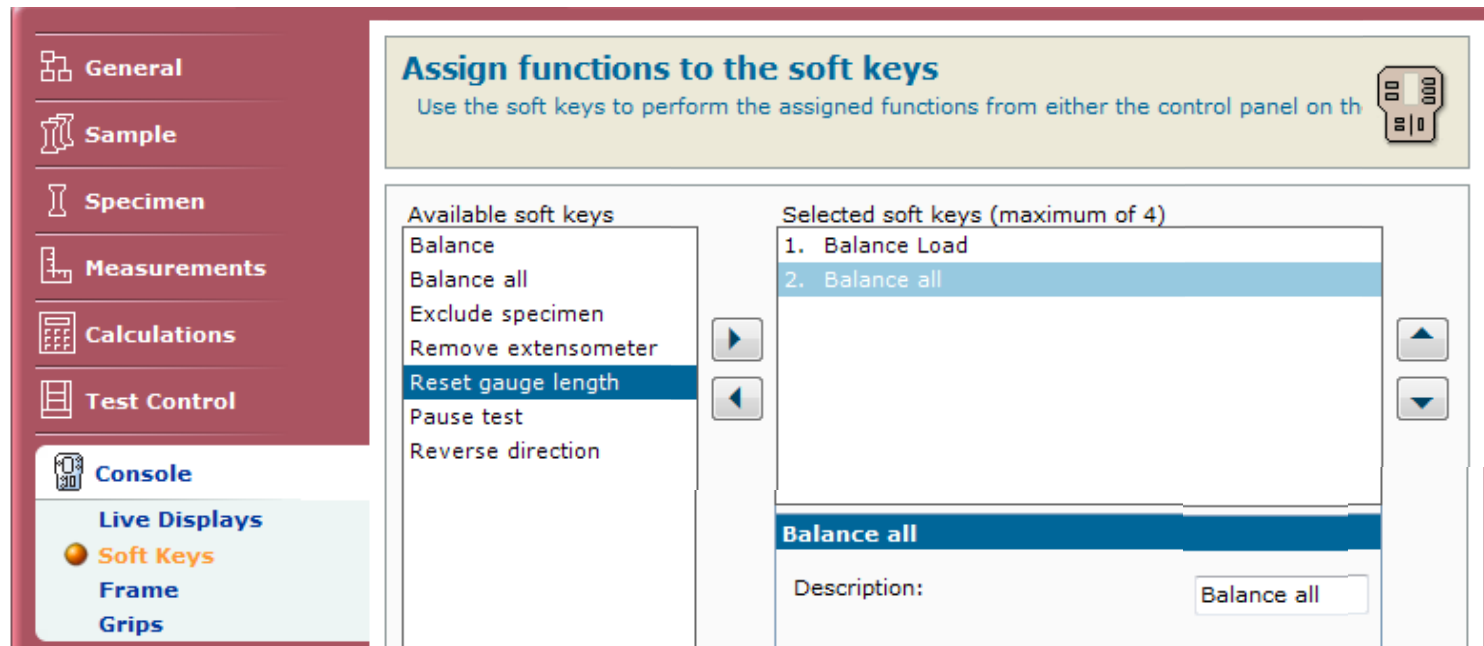 General
Sample
Specimen
Measurements
Calculations
Test Control
Console
Live Displays
Soft Keys
Frame
Grips
Assign functions to the soft keys
Use the soft keys to perform the assigned functions from either the control panel on th
Available soft keys
Balance
Balance all
Exclude specimen
Remove extensometer
Reset gauge length
Pause test
Reverse direction
Selected soft keys (maximum of 4)
1. Balance Load
2. Balance all
Balance all
Description:
Balance all